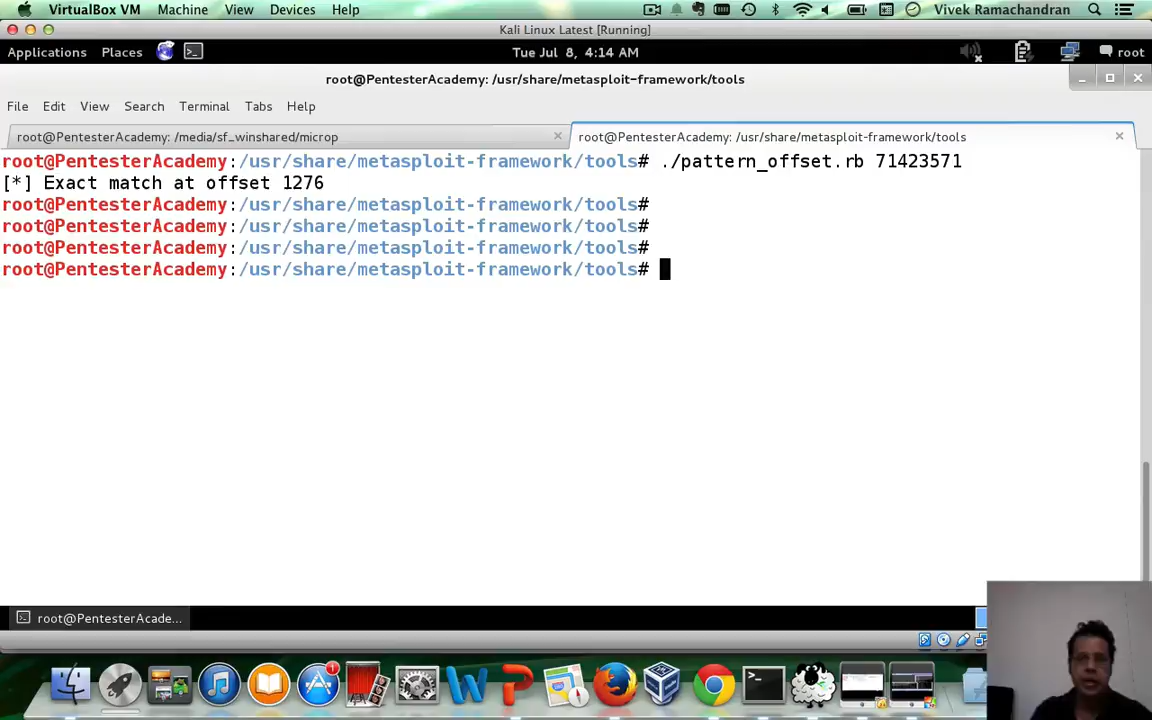 VirtualBox VM Machine View Devices Help Vivek Ramachandran
Kali Linux Latest [Running]
Applications Places Tue Jul 8, 4:14 AM root
root@PentesterAcademy: /usr/share/metasploit-framework/tools
File Edit View Search Terminal Tabs Help
root@PentesterAcademy: /media/sf_winshared/microp
root@PentesterAcademy: /usr/share/metasploit-framework/tools
root@PentesterAcademy:/usr/share/metasploit-framework/tools# ./pattern_offset.rb 71423571
[*] Exact match at offset 1276
root@PentesterAcademy:/usr/share/metasploit-framework/tools#
root@PentesterAcademy:/usr/share/metasploit-framework/tools#
root@PentesterAcademy:/usr/share/metasploit-framework/tools#
root@PentesterAcademy:/usr/share/metasploit-framework/tools#
root@PentesterAcade...
1